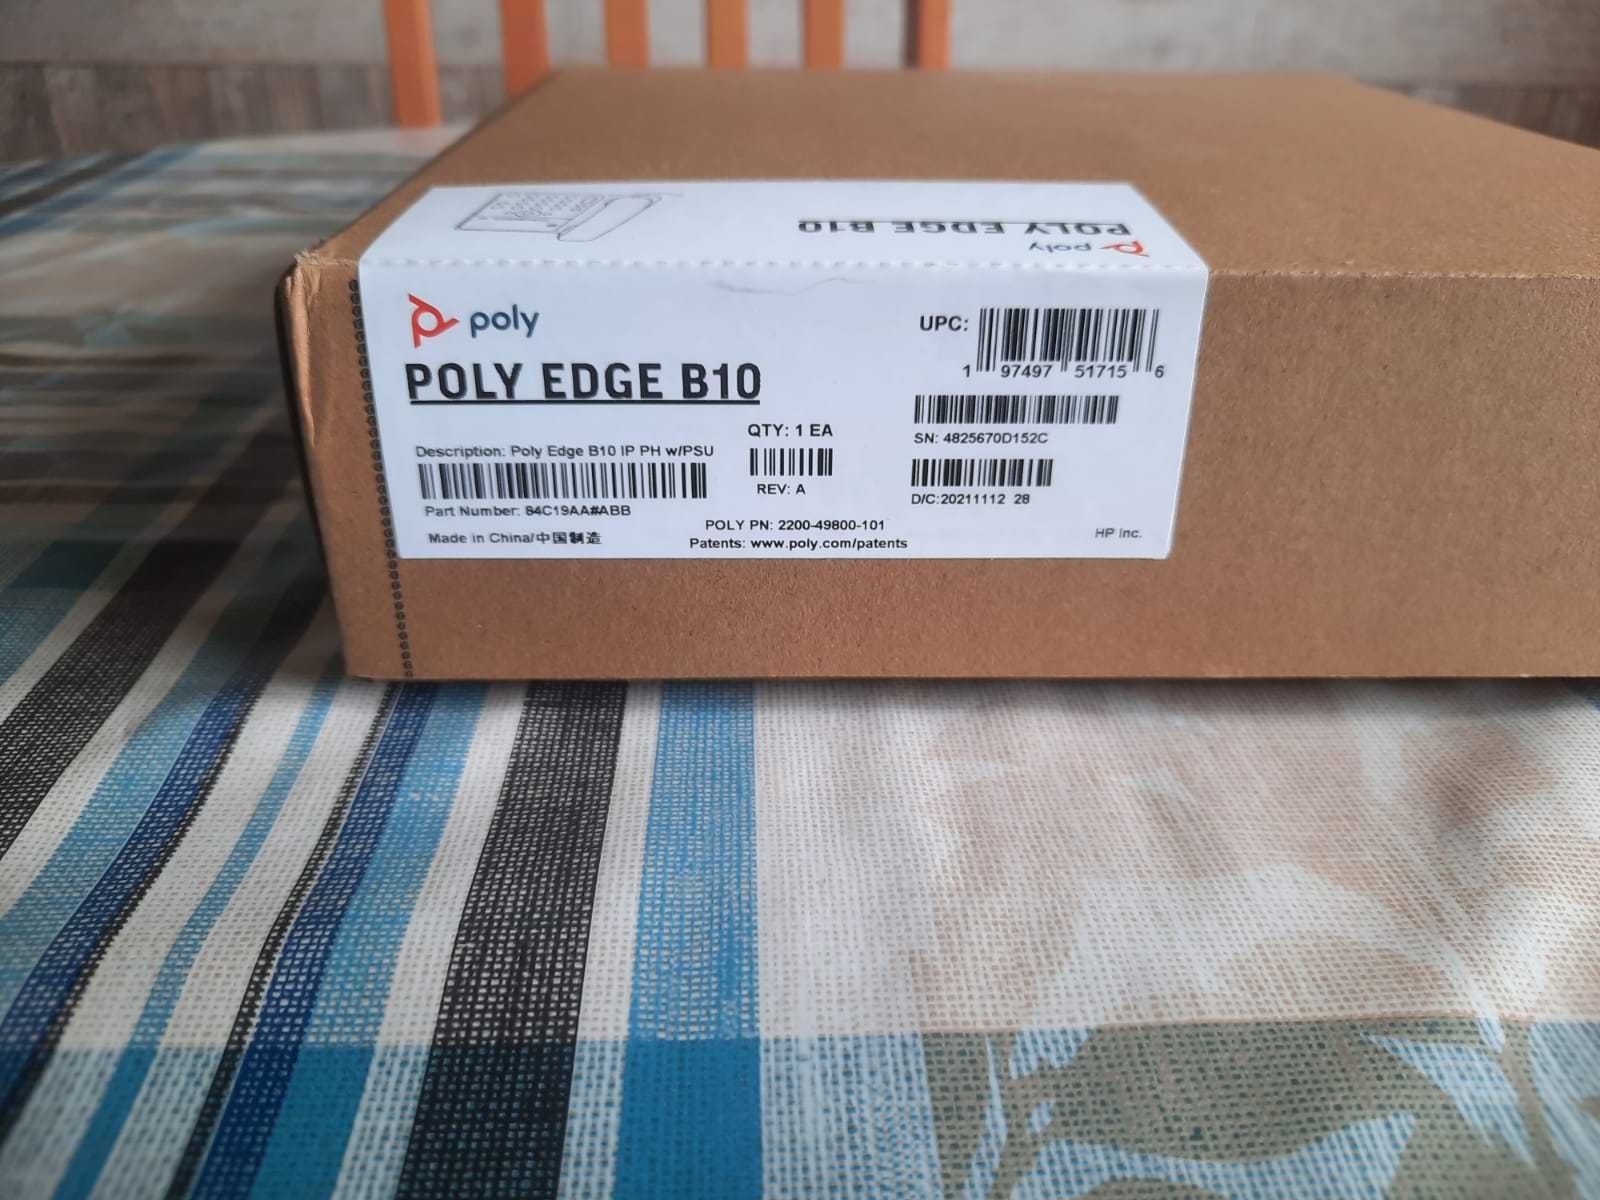 POLY EDGE B10
poly
poly
POLY EDGE B10
UPC:
1 97497 51715 6
QTY: 1 EA
SN: 4825670D152C
Description: Poly Edge B10 IP PH w/PSU
REV: A
D/C:20211112 28
Part Number: 84C19AA#ABB
POLY PN: 2200-49800-101
Made in China/中国制造
Patents: www.poly.com/patents
HP Inc.